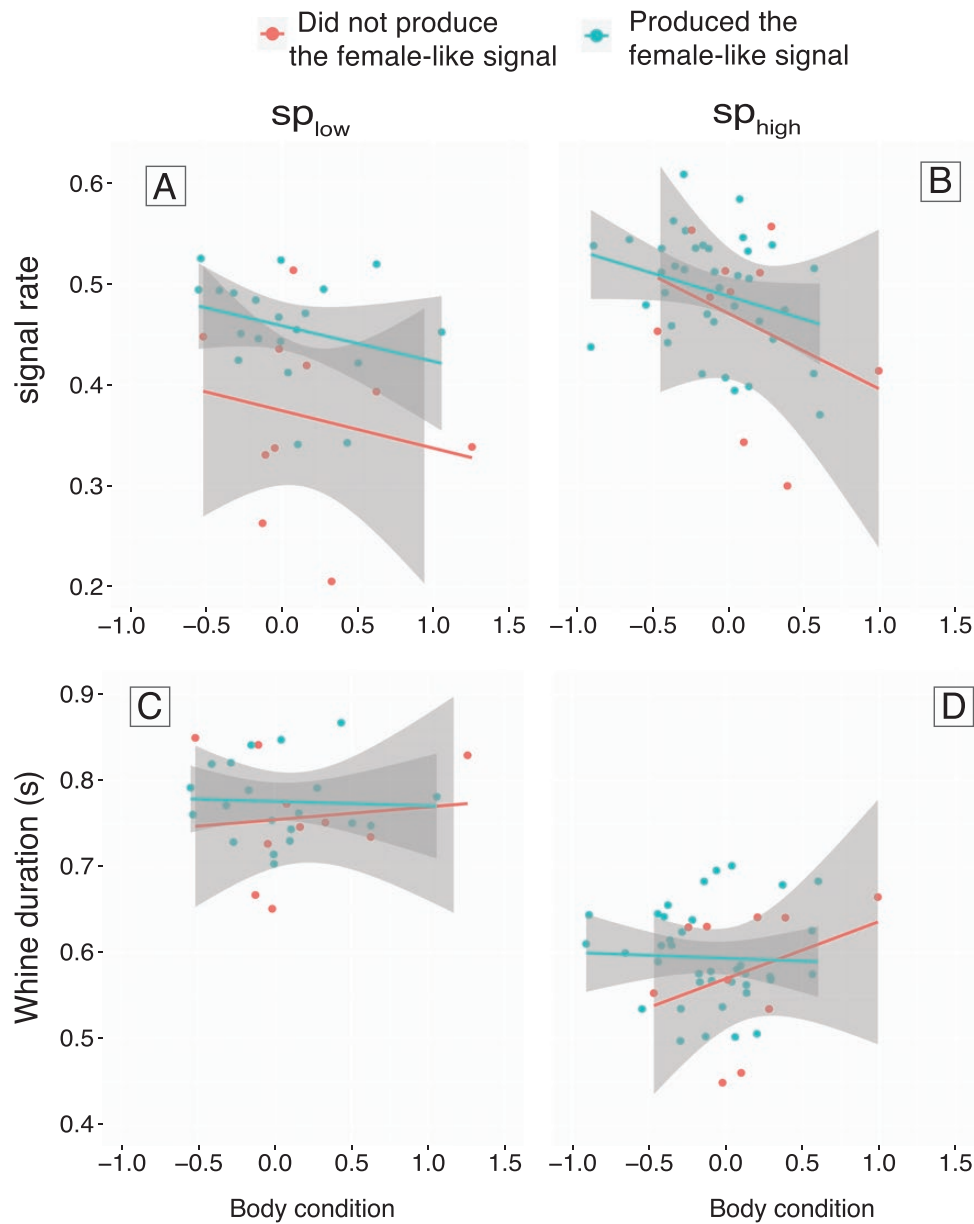 Did not produce
the female-like signal
Produced the
female-like signal
sp_low
sp_high
A
B
signal rate
0.6
0.5
0.4
0.3
0.2
−1.0 −0.5 0.0 0.5 1.0 1.5
−1.0 −0.5 0.0 0.5 1.0 1.5
C
D
Whine duration (s)
0.9
0.8
0.7
0.6
0.5
0.4
−1.0 −0.5 0.0 0.5 1.0 1.5
−1.0 −0.5 0.0 0.5 1.0 1.5
Body condition
Body condition